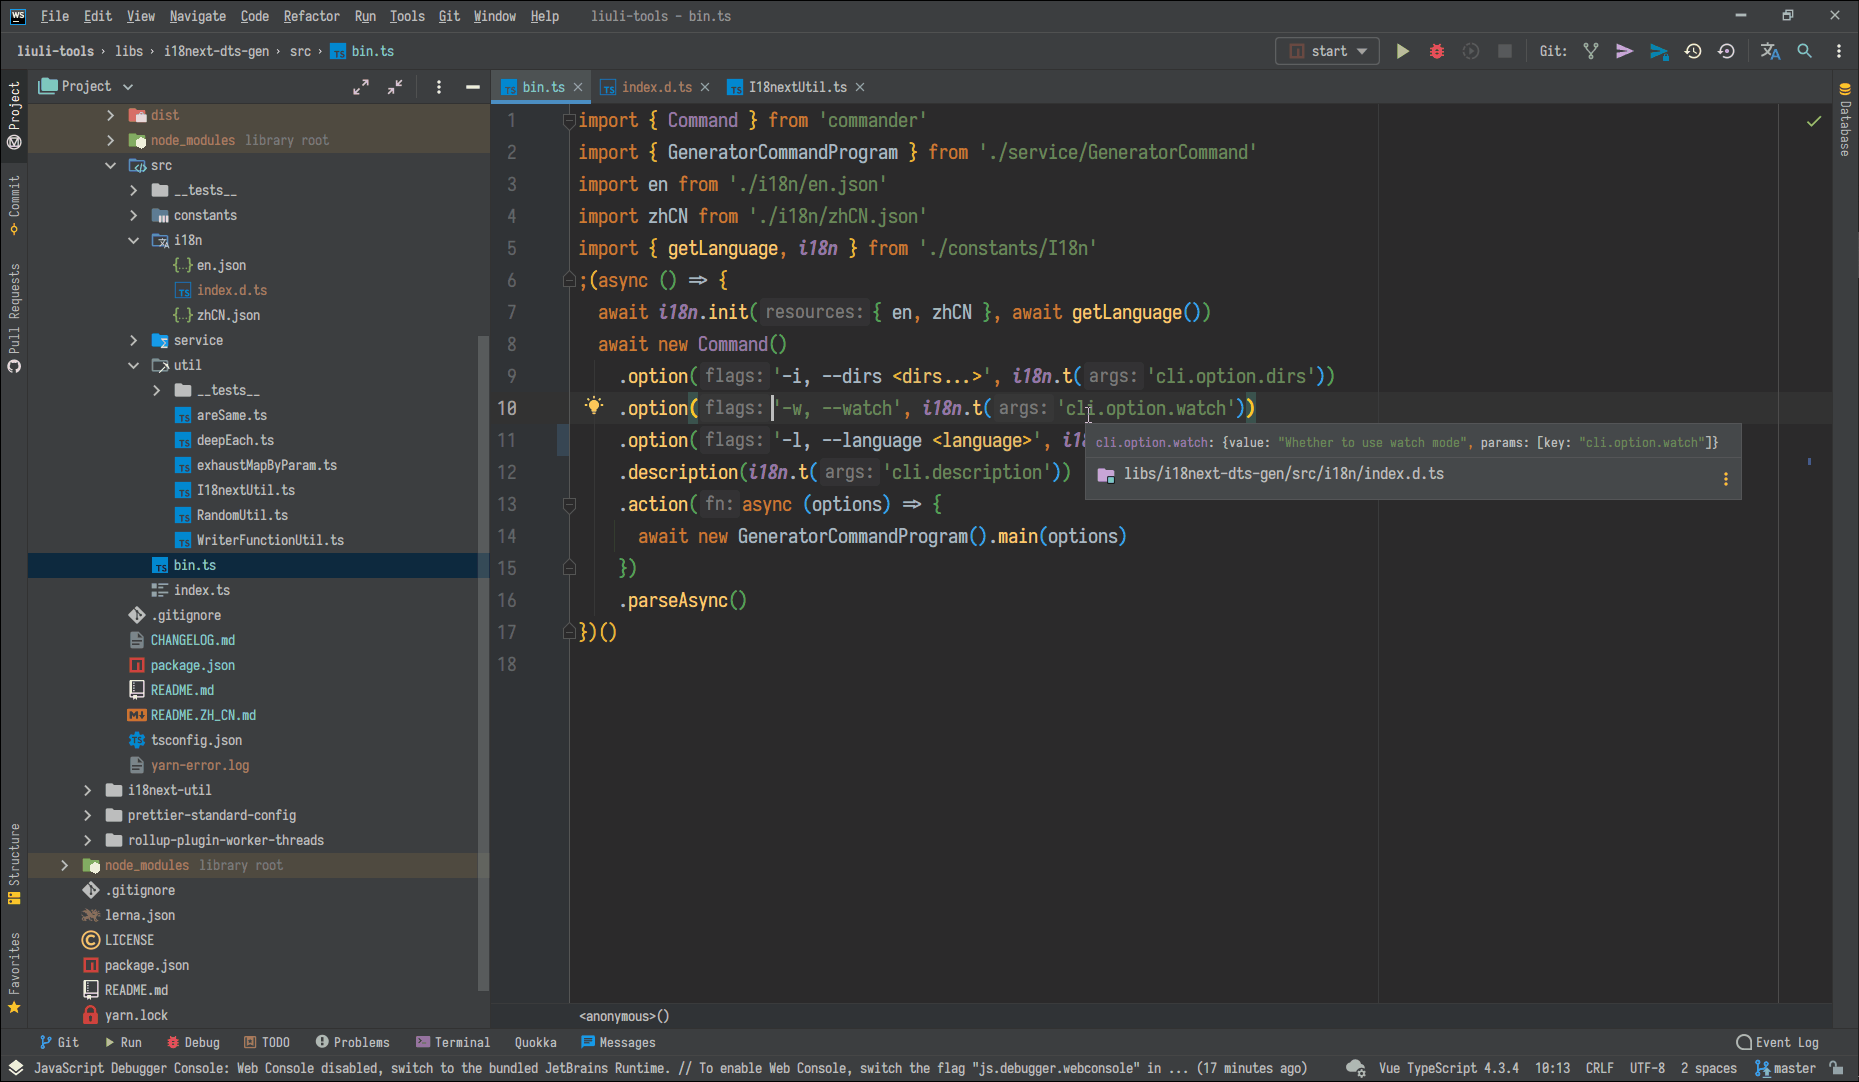 WS File Edit View Navigate Code Refactor Run Tools Git Window Help liuli-tools - bin.ts
liuli-tools › libs › i18next-dts-gen › src › TS bin.ts
start
Git:
Project
Project
Commit
Pull Requests
Structure
Favorites
dist
node_modules library root
src
__tests__
constants
i18n
en.json
index.d.ts
zhCN.json
service
util
__tests__
areSame.ts
deepEach.ts
exhaustMapByParam.ts
I18nextUtil.ts
RandomUtil.ts
WriterFunctionUtil.ts
bin.ts
index.ts
.gitignore
CHANGELOG.md
package.json
README.md
README.ZH_CN.md
tsconfig.json
yarn-error.log
i18next-util
prettier-standard-config
rollup-plugin-worker-threads
node_modules library root
.gitignore
lerna.json
LICENSE
package.json
README.md
yarn.lock
bin.ts index.d.ts I18nextUtil.ts
1 import { Command } from 'commander'
2 import { GeneratorCommandProgram } from './service/GeneratorCommand'
3 import en from './i18n/en.json'
4 import zhCN from './i18n/zhCN.json'
5 import { getLanguage, i18n } from './constants/I18n'
6 ;(async () ⇒ {
7 await i18n.init( resources: { en, zhCN }, await getLanguage())
8 await new Command()
9 .option( flags: '-i, --dirs <dirs...>', i18n.t( args: 'cli.option.dirs'))
10 .option( flags: '-w, --watch', i18n.t( args: 'cli.option.watch'))
11 .option( flags: '-l, --language <language>', i18
cli.option.watch: {value: "Whether to use watch mode", params: [key: "cli.option.watch"]}
12 .description(i18n.t( args: 'cli.description'))
libs/i18next-dts-gen/src/i18n/index.d.ts
13 .action( fn: async (options) ⇒ {
14 await new GeneratorCommandProgram().main(options)
15 })
16 .parseAsync()
17 })()
18
<anonymous>()
Database
Git Run Debug TODO Problems Terminal Quokka Messages Event Log
JavaScript Debugger Console: Web Console disabled, switch to the bundled JetBrains Runtime. // To enable Web Console, switch the flag "js.debugger.webconsole" in ... (17 minutes ago) Vue TypeScript 4.3.4 10:13 CRLF UTF-8 2 spaces master